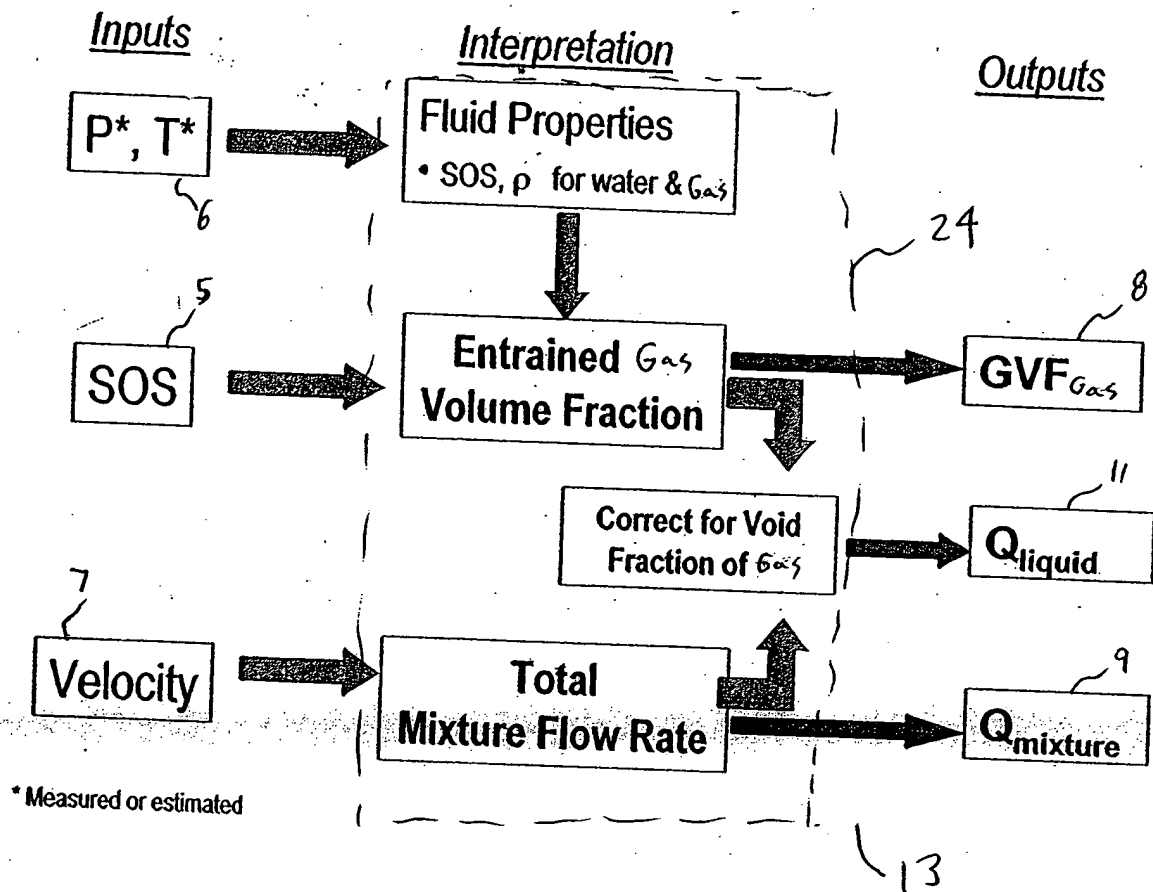 Inputs
Interpretation
Outputs
P*, T*
6
Fluid Properties
• SOS, ρ for water & Gas
24
5
SOS
Entrained Gas
Volume Fraction
8
GVF Gas
Correct for Void
Fraction of Gas
11
Qliquid
7
Velocity
Total
Mixture Flow Rate
9
Qmixture
* Measured or estimated
13